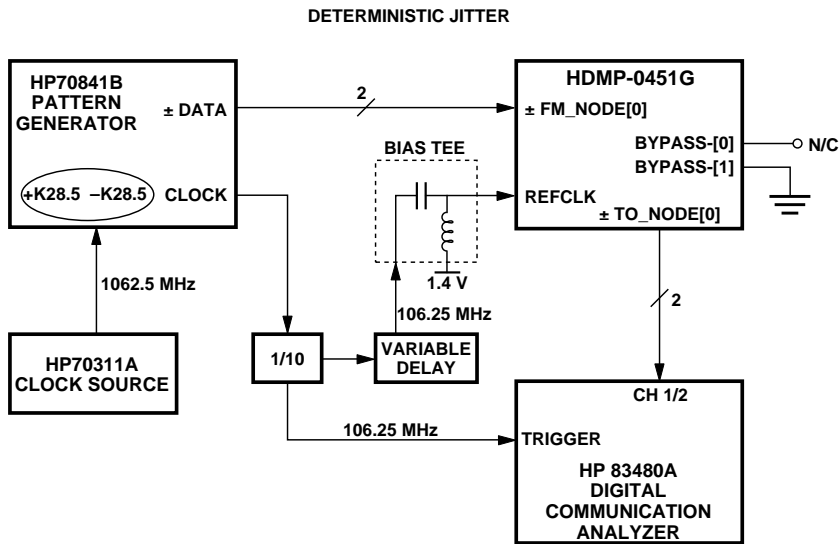 DETERMINISTIC JITTER
HP70841B
PATTERN
GENERATOR
± DATA
+K28.5 –K28.5
CLOCK
2
HDMP-0451G
± FM_NODE[0]
BYPASS-[0]
N/C
BYPASS-[1]
REFCLK
± TO_NODE[0]
BIAS TEE
1.4 V
1062.5 MHz
106.25 MHz
2
HP70311A
CLOCK SOURCE
1/10
VARIABLE
DELAY
106.25 MHz
CH 1/2
TRIGGER
HP 83480A
DIGITAL
COMMUNICATION
ANALYZER